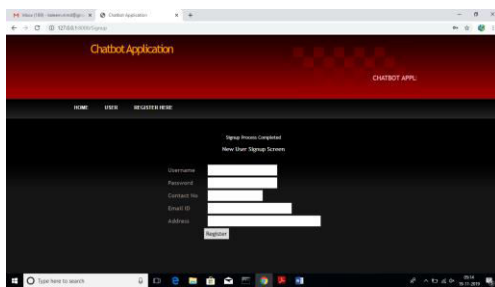 Chatbot Application
Chatbot Application
CHATBOT APPLI
HOME USER REGISTER HERE
Signup Process Completed
New User Signup Screen
Username
Password
Contact No
Email ID
Address
Register
Type here to search